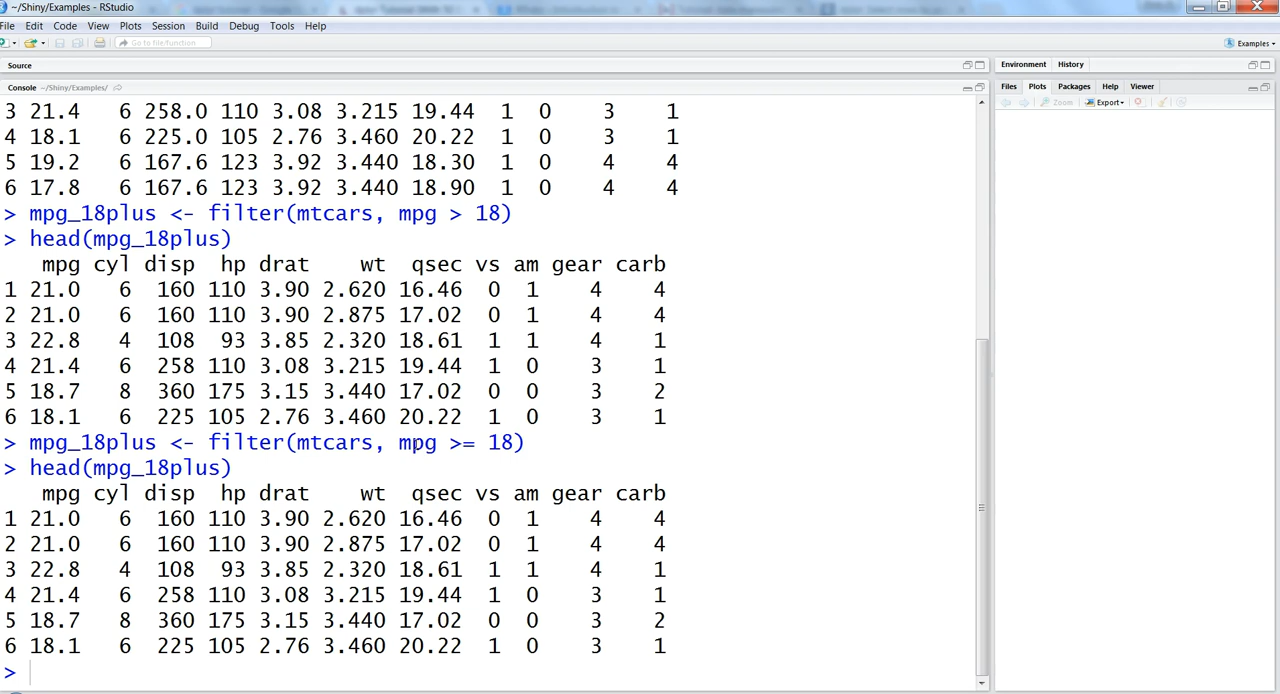 ~/Shiny/Examples - RStudio
File Edit Code View Plots Session Build Debug Tools Help
Go to file/function
Examples
Source
Console ~/Shiny/Examples/
Environment History
Files Plots Packages Help Viewer
Zoom Export
3 21.4 6 258.0 110 3.08 3.215 19.44 1 0 3 1
4 18.1 6 225.0 105 2.76 3.460 20.22 1 0 3 1
5 19.2 6 167.6 123 3.92 3.440 18.30 1 0 4 4
6 17.8 6 167.6 123 3.92 3.440 18.90 1 0 4 4
> mpg_18plus <- filter(mtcars, mpg > 18)
> head(mpg_18plus)
mpg cyl disp hp drat wt qsec vs am gear carb
1 21.0 6 160 110 3.90 2.620 16.46 0 1 4 4
2 21.0 6 160 110 3.90 2.875 17.02 0 1 4 4
3 22.8 4 108 93 3.85 2.320 18.61 1 1 4 1
4 21.4 6 258 110 3.08 3.215 19.44 1 0 3 1
5 18.7 8 360 175 3.15 3.440 17.02 0 0 3 2
6 18.1 6 225 105 2.76 3.460 20.22 1 0 3 1
> mpg_18plus <- filter(mtcars, mpg >= 18)
> head(mpg_18plus)
mpg cyl disp hp drat wt qsec vs am gear carb
1 21.0 6 160 110 3.90 2.620 16.46 0 1 4 4
2 21.0 6 160 110 3.90 2.875 17.02 0 1 4 4
3 22.8 4 108 93 3.85 2.320 18.61 1 1 4 1
4 21.4 6 258 110 3.08 3.215 19.44 1 0 3 1
5 18.7 8 360 175 3.15 3.440 17.02 0 0 3 2
6 18.1 6 225 105 2.76 3.460 20.22 1 0 3 1
>